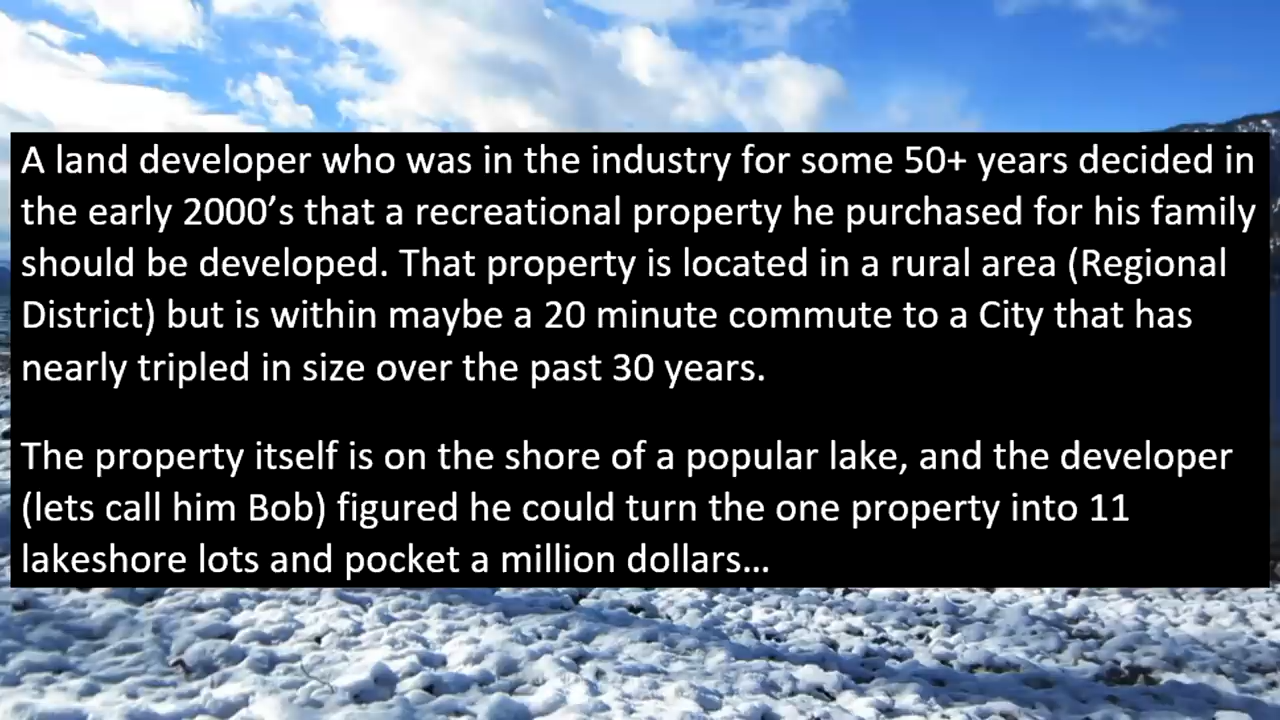 A land developer who was in the industry for some 50+ years decided in
the early 2000’s that a recreational property he purchased for his family
should be developed. That property is located in a rural area (Regional
District) but is within maybe a 20 minute commute to a City that has
nearly tripled in size over the past 30 years.
The property itself is on the shore of a popular lake, and the developer
(lets call him Bob) figured he could turn the one property into 11
lakeshore lots and pocket a million dollars…